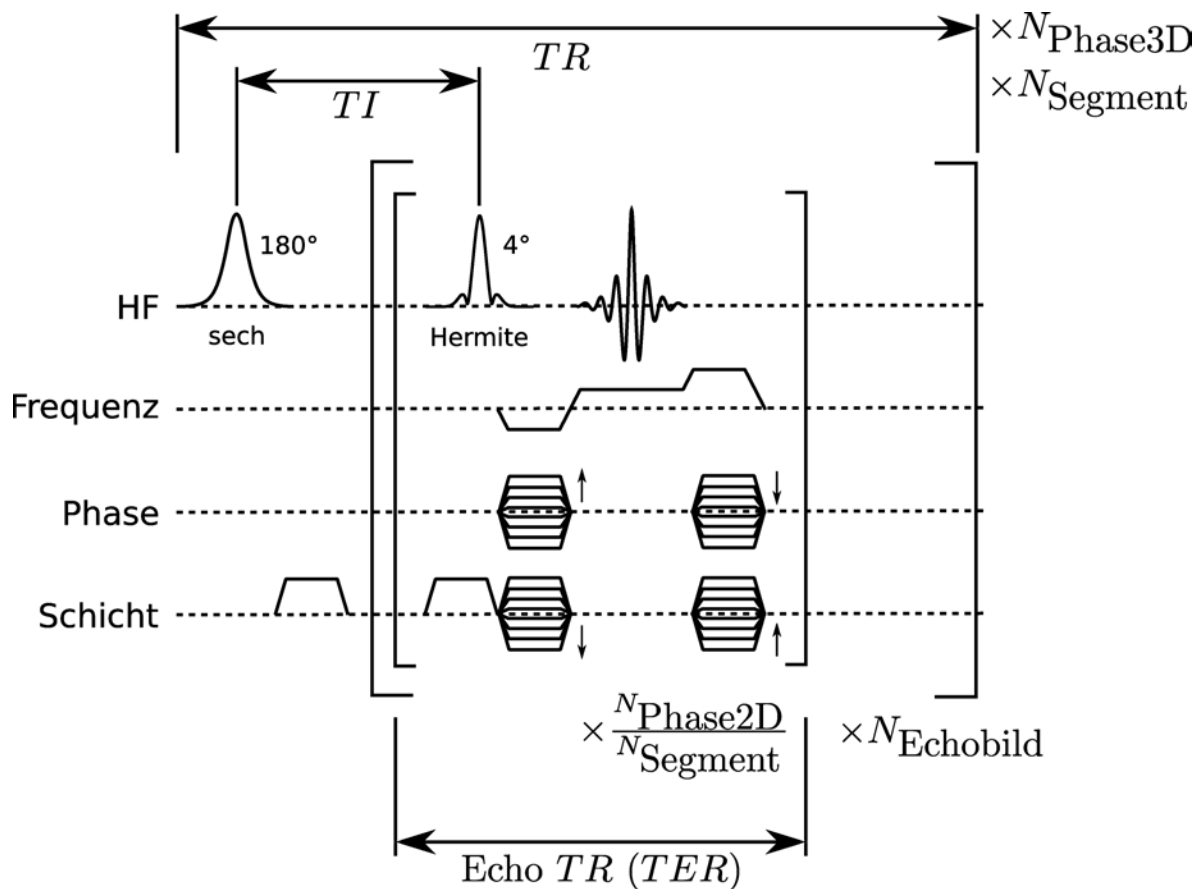 ×N_Phase3D
TR
×N_Segment
TI
180°
4°
HF
sech
Hermite
Frequenz
Phase
Schicht
× N_Phase2D / N_Segment
×N_Echobild
Echo TR (TER)